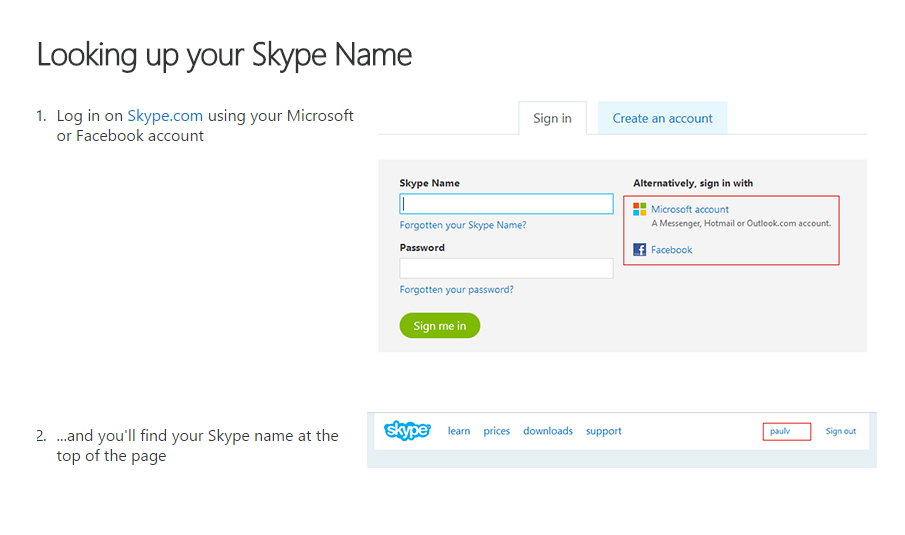 Looking up your Skype Name
1. Log in on Skype.com using your Microsoft
or Facebook account
Sign in
Create an account
Skype Name
Forgotten your Skype Name?
Password
Forgotten your password?
Sign me in
Alternatively, sign in with
Microsoft account
A Messenger, Hotmail or Outlook.com account.
Facebook
2. ...and you'll find your Skype name at the
top of the page
skype learn prices downloads support paulv Sign out